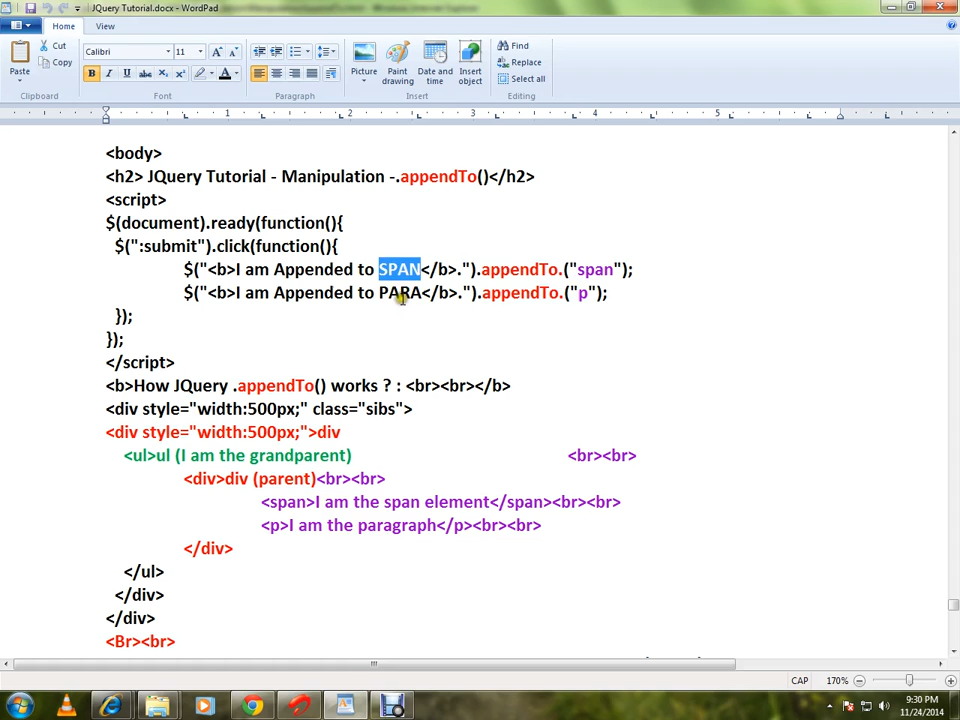 JQuery Tutorial.docx - WordPad
Home
View
Paste
Cut
Copy
Clipboard
Calibri
11
Font
Paragraph
Picture
Paint drawing
Date and time
Insert object
Insert
Find
Replace
Select all
Editing
1 2 3 4 5
<body>
<h2> JQuery Tutorial - Manipulation -.appendTo()</h2>
<script>
$(document).ready(function(){
$(":submit").click(function(){
$("<b>I am Appended to SPAN</b>.").appendTo.("span");
$("<b>I am Appended to PARA</b>.").appendTo.("p");
});
});
</script>
<b>How JQuery .appendTo() works ? : <br><br></b>
<div style="width:500px;" class="sibs">
<div style="width:500px;">div
<ul>ul (I am the grandparent) <br><br>
<div>div (parent)<br><br>
<span>I am the span element</span><br><br>
<p>I am the paragraph</p><br><br>
</div>
</ul>
</div>
</div>
<Br><br>
CAP
170%
9:30 PM
11/24/2014